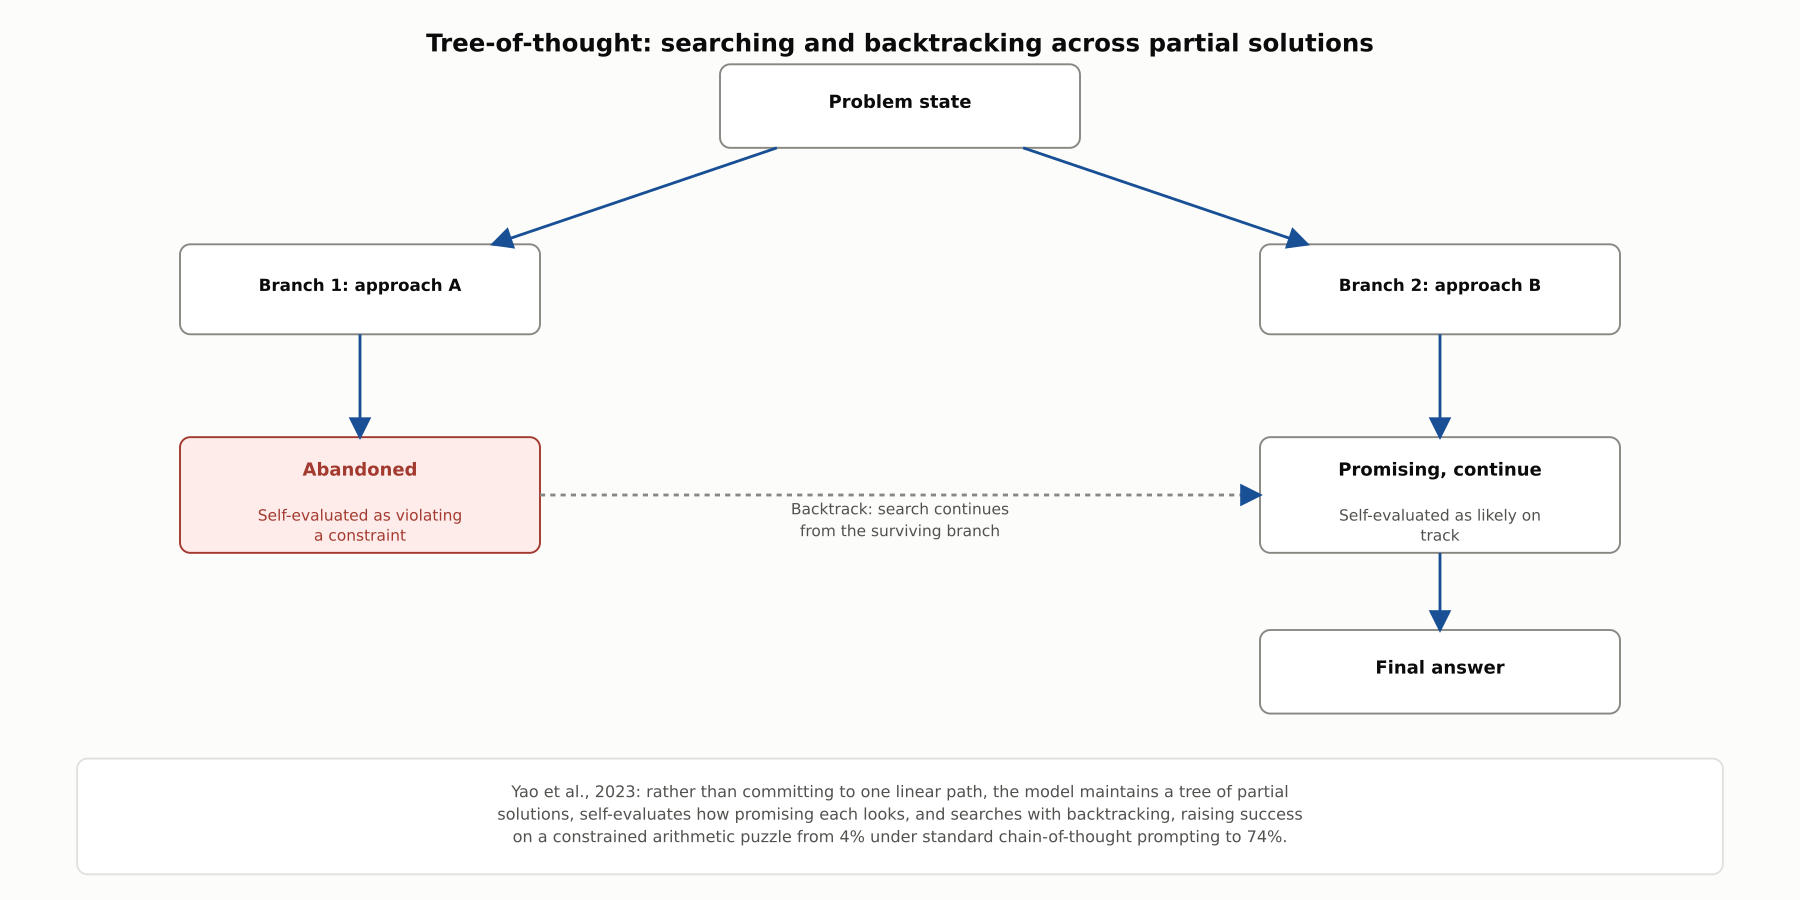 Tree-of-thought: searching and backtracking across partial solutions
Problem state
Branch 1: approach A
Branch 2: approach B
Abandoned
Self-evaluated as violating
a constraint
Backtrack: search continues
from the surviving branch
Promising, continue
Self-evaluated as likely on
track
Final answer
Yao et al., 2023: rather than committing to one linear path, the model maintains a tree of partial
solutions, self-evaluates how promising each looks, and searches with backtracking, raising success
on a constrained arithmetic puzzle from 4% under standard chain-of-thought prompting to 74%.